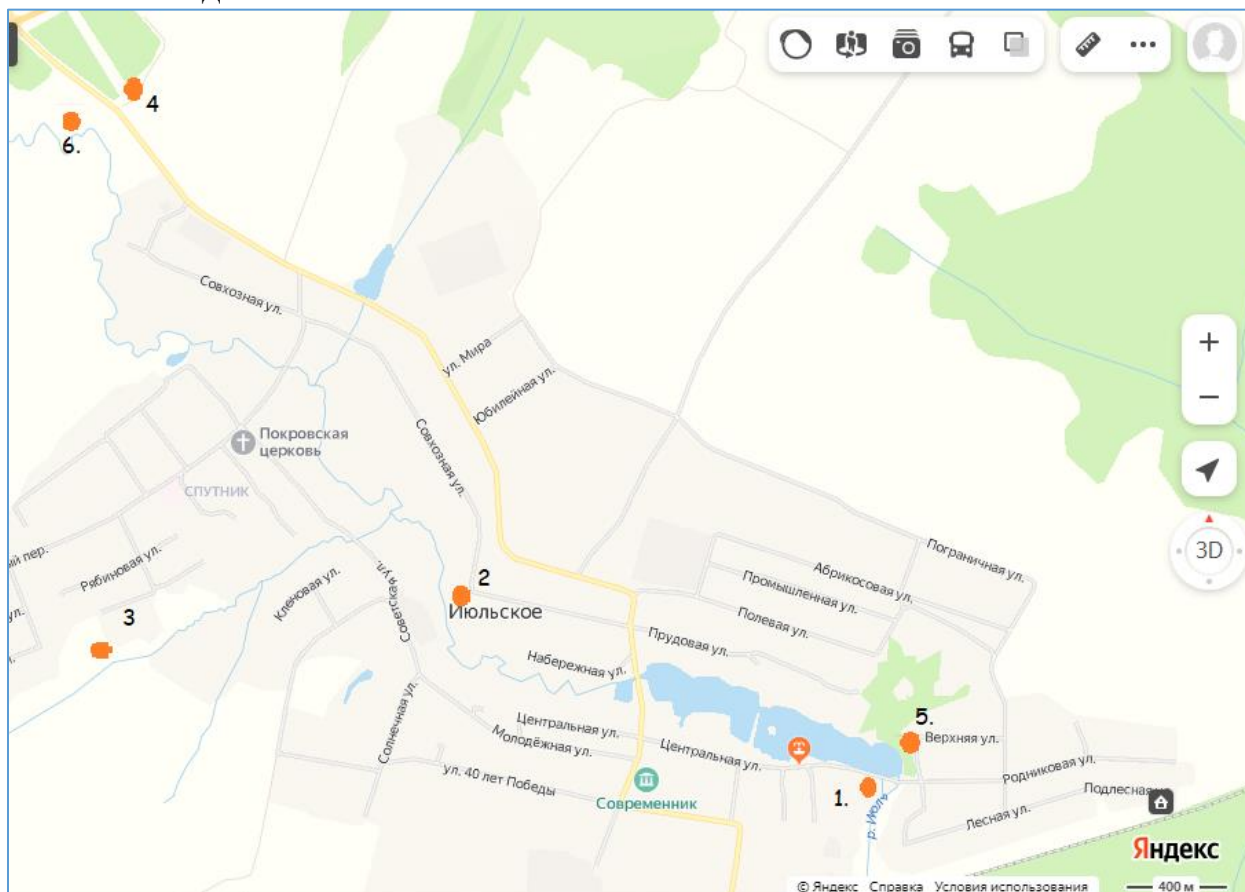 4
6.
Совхозная ул.
ул. Мира
Юбилейная ул.
Покровская
церковь
Совхозная ул.
СПУТНИК
ый пер.
Рябиновая ул.
Кленовая ул.
Советская ул.
2
Июльское
3
ул.
л.
Пограничная ул.
Абрикосовая ул.
Промышленная ул.
Полевая ул.
Прудовая ул.
Набережная ул.
Солнечная ул.
Центральная ул.
Молодёжная ул.
Центральная ул.
ул. 40 лет Победы
Современник
5.
Верхняя ул.
1.
р. Июль
Родниковая ул.
Подлесная
Лесная ул.
3D
Яндекс
© Яндекс Справка Условия использования
400 м